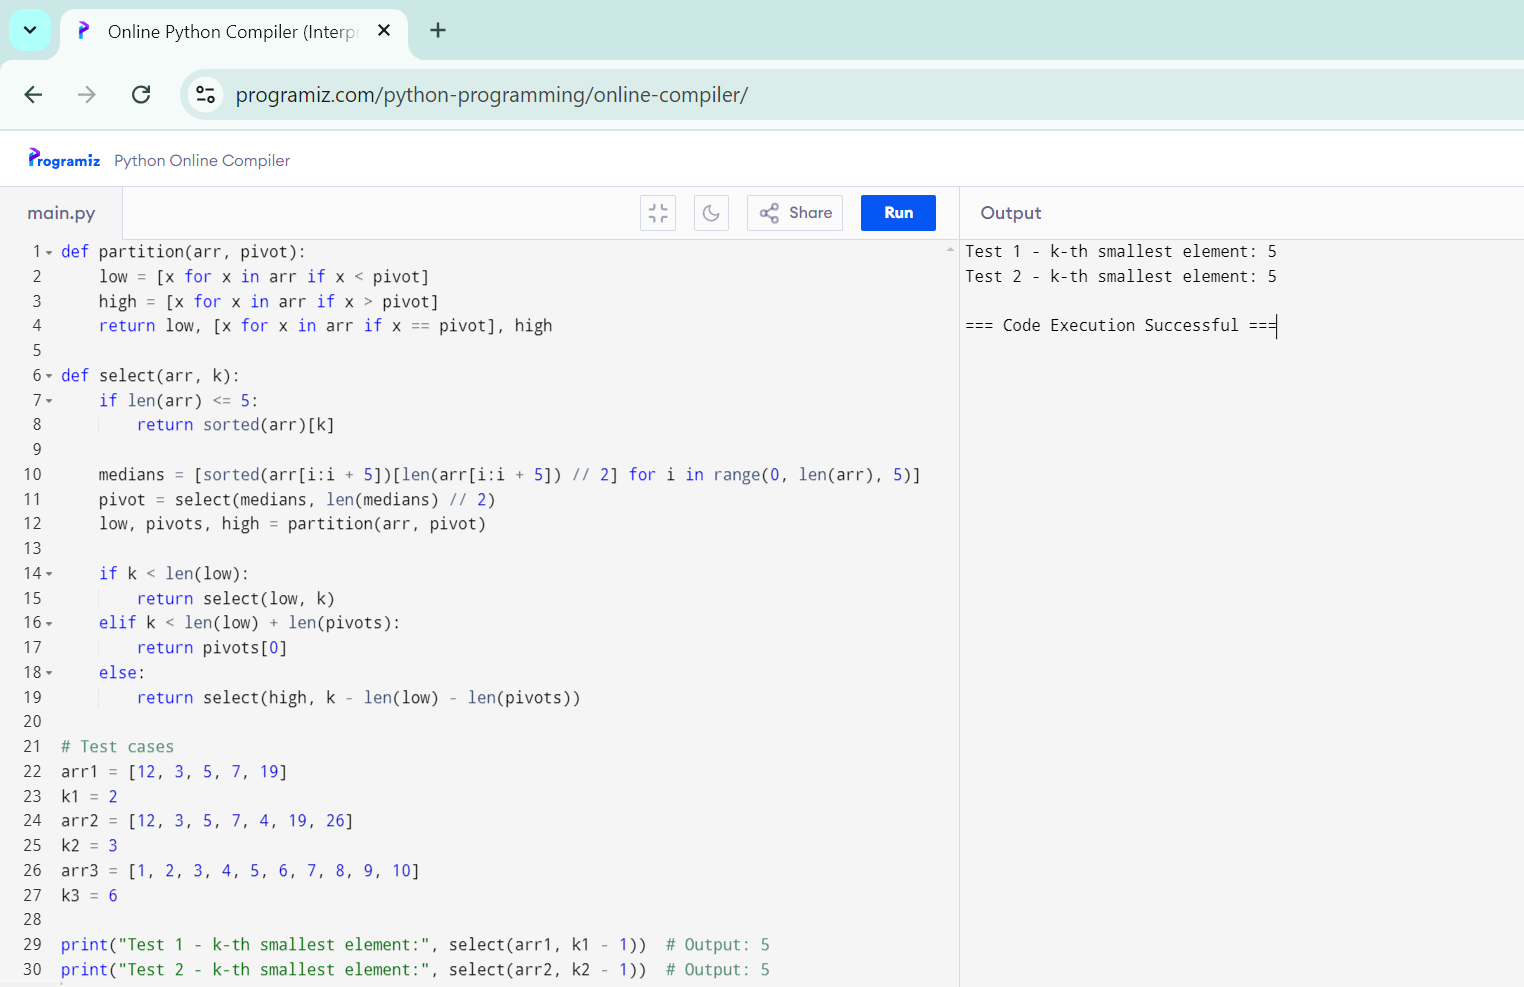 Online Python Compiler (Interp
programiz.com/python-programming/online-compiler/
Programiz Python Online Compiler
main.py
Share
Run
Output
1 def partition(arr, pivot):
2     low = [x for x in arr if x < pivot]
3     high = [x for x in arr if x > pivot]
4     return low, [x for x in arr if x == pivot], high
5
6 def select(arr, k):
7     if len(arr) <= 5:
8         return sorted(arr)[k]
9
10     medians = [sorted(arr[i:i + 5])[len(arr[i:i + 5]) // 2] for i in range(0, len(arr), 5)]
11     pivot = select(medians, len(medians) // 2)
12     low, pivots, high = partition(arr, pivot)
13
14     if k < len(low):
15         return select(low, k)
16     elif k < len(low) + len(pivots):
17         return pivots[0]
18     else:
19         return select(high, k - len(low) - len(pivots))
20
21 # Test cases
22 arr1 = [12, 3, 5, 7, 19]
23 k1 = 2
24 arr2 = [12, 3, 5, 7, 4, 19, 26]
25 k2 = 3
26 arr3 = [1, 2, 3, 4, 5, 6, 7, 8, 9, 10]
27 k3 = 6
28
29 print("Test 1 - k-th smallest element:", select(arr1, k1 - 1))  # Output: 5
30 print("Test 2 - k-th smallest element:", select(arr2, k2 - 1))  # Output: 5
Test 1 - k-th smallest element: 5
Test 2 - k-th smallest element: 5
=== Code Execution Successful ===